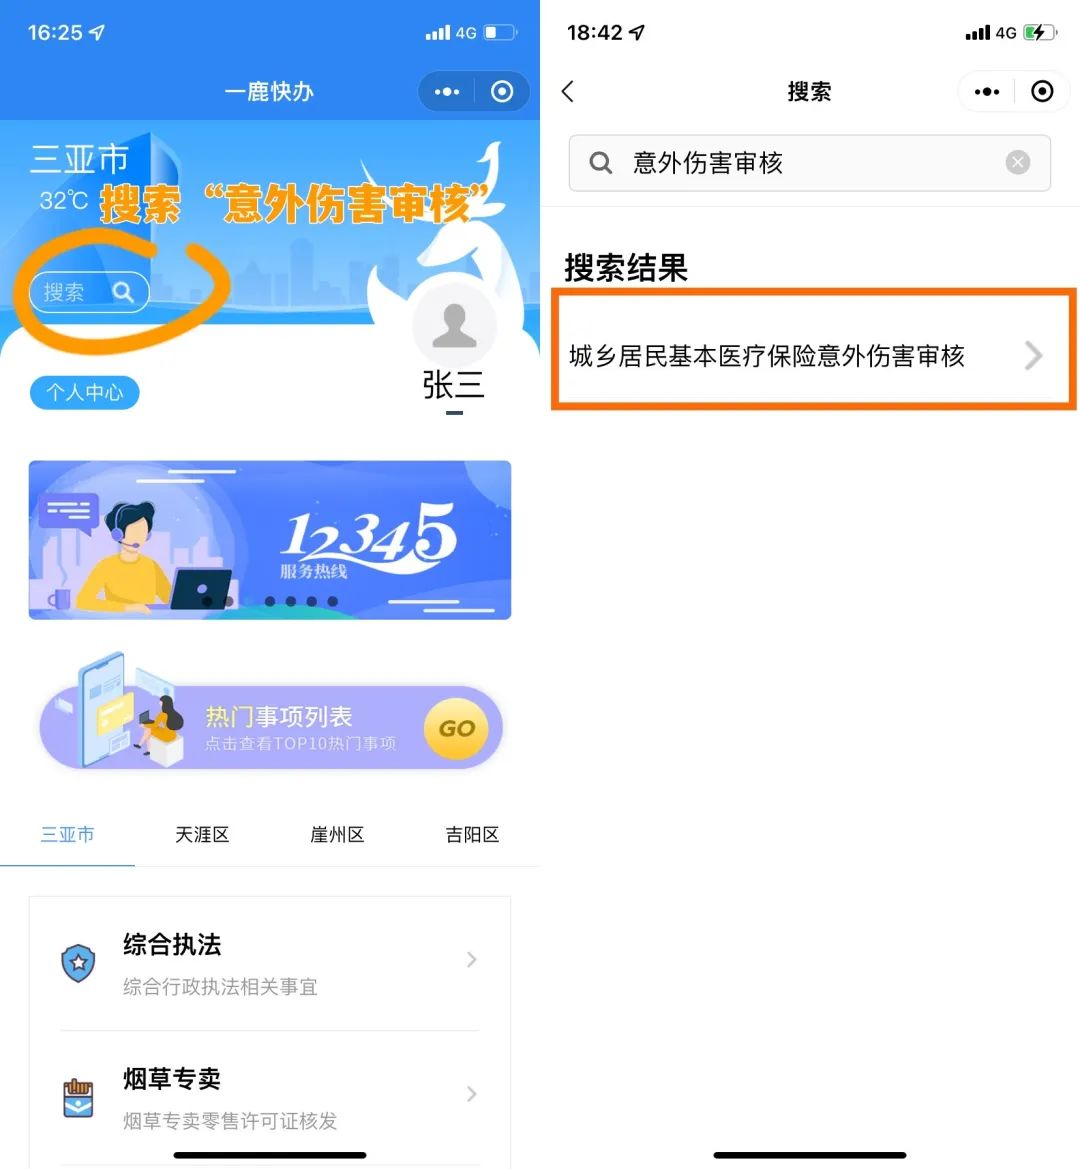 16:25
4G
一鹿快办
三亚市
32℃
搜索“意外伤害审核”
搜索
个人中心
张三
12345
服务热线
热门事项列表
点击查看TOP10热门事项
GO
三亚市
天涯区
崖州区
吉阳区
综合执法
综合行政执法相关事宜
烟草专卖
烟草专卖零售许可证核发
18:42
4G
搜索
意外伤害审核
搜索结果
城乡居民基本医疗保险意外伤害审核